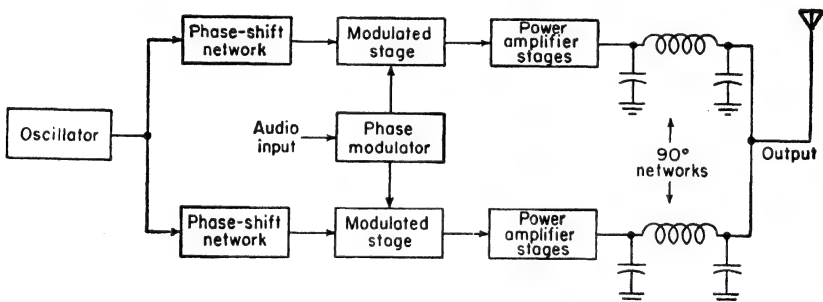 Phase-shift
network
Modulated
stage
Power
amplifier
stages
Oscillator
Audio
input
Phase
modulator
90°
networks
Output
Phase-shift
network
Modulated
stage
Power
amplifier
stages